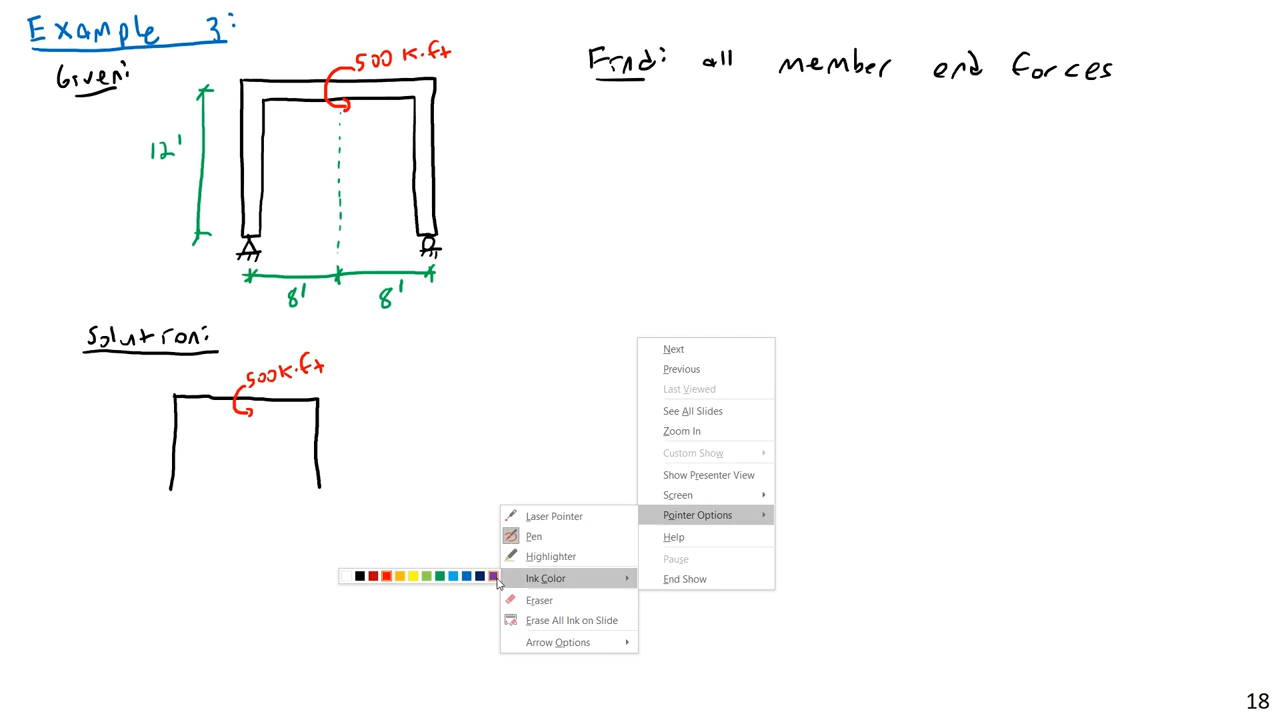 Example 3:
Given:
500 K.ft
Find: all member end forces
12'
8'
8'
Solution:
500K.ft
Next
Previous
Last Viewed
See All Slides
Zoom In
Custom Show
Show Presenter View
Screen
Pointer Options
Help
Pause
End Show
Laser Pointer
Pen
Highlighter
Ink Color
Eraser
Erase All Ink on Slide
Arrow Options
18